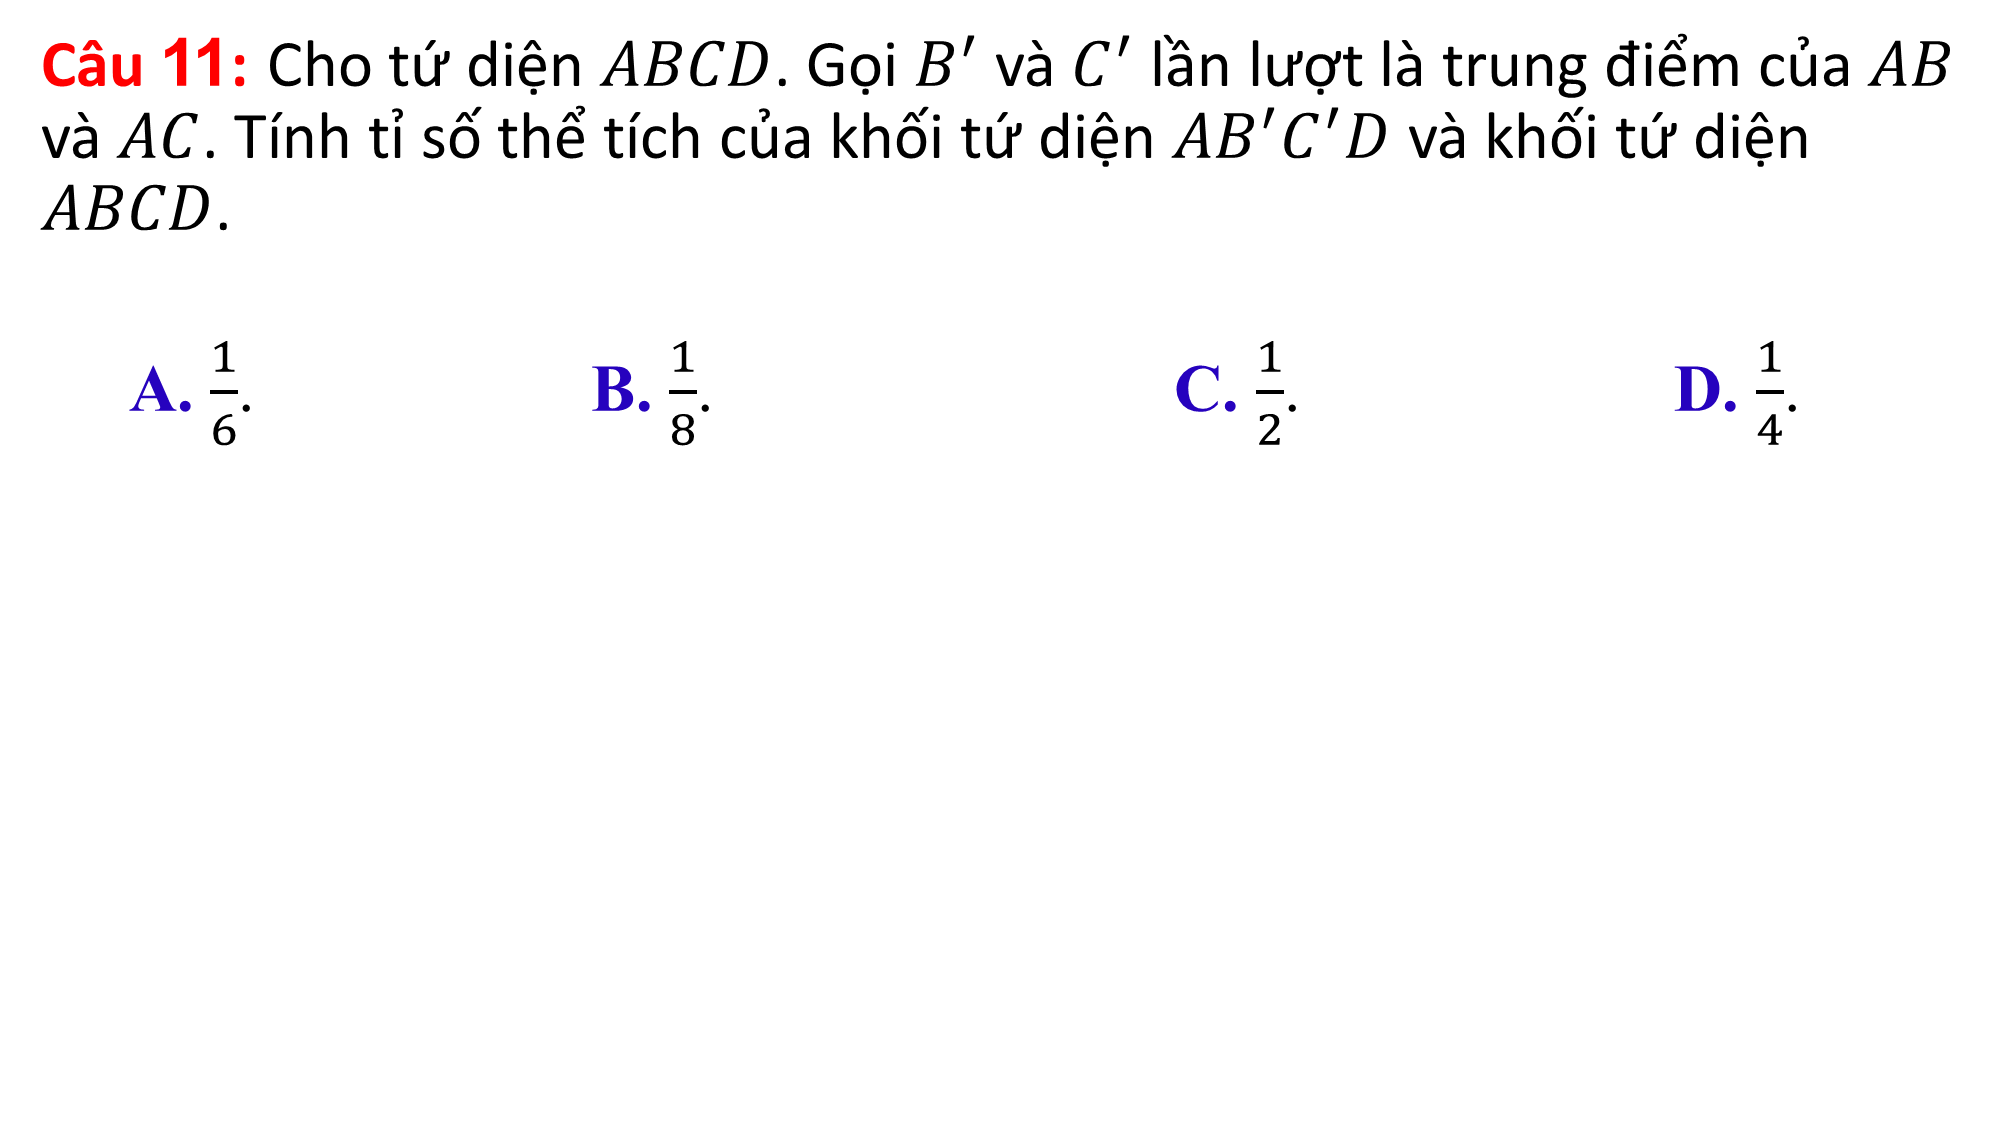 Câu 11: Cho tứ diện 𝐴𝐵𝐶𝐷. Gọi 𝐵′ và 𝐶′ lần lượt là trung điểm của 𝐴𝐵
và 𝐴𝐶. Tính tỉ số thể tích của khối tứ diện 𝐴𝐵′𝐶′𝐷 và khối tứ diện
𝐴𝐵𝐶𝐷.
A. 1/6. B. 1/8. C. 1/2. D. 1/4.